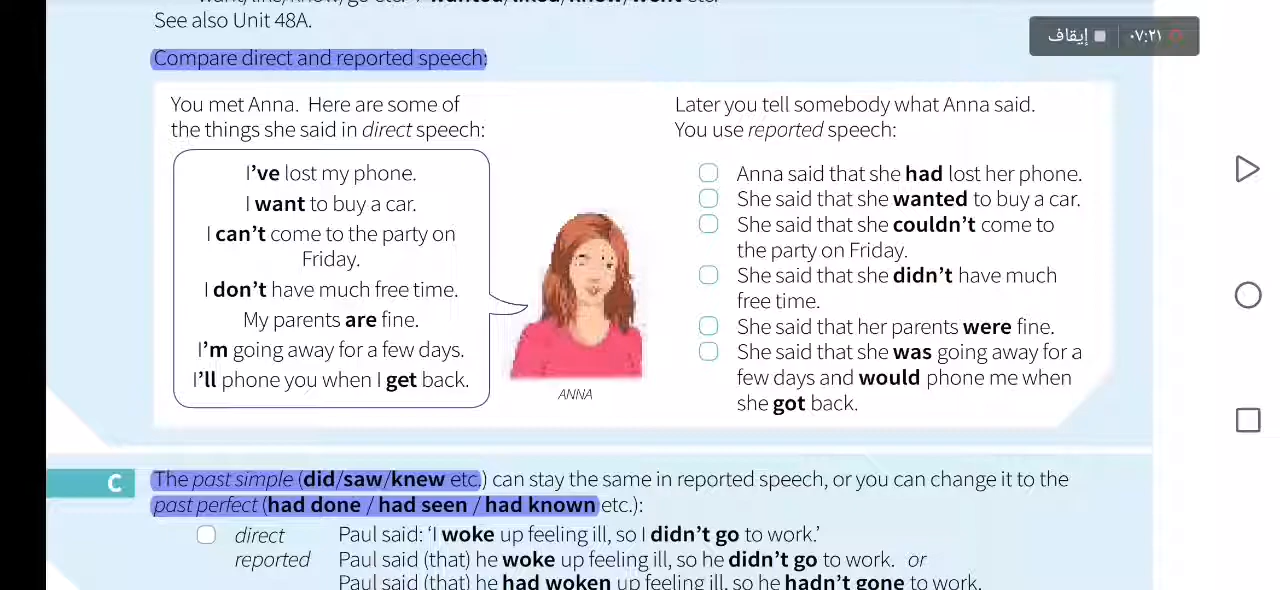 See also Unit 48A.
إيقاف ٠٧:٢١
Compare direct and reported speech:
You met Anna. Here are some of
the things she said in direct speech:
I've lost my phone.
I want to buy a car.
I can't come to the party on
Friday.
I don't have much free time.
My parents are fine.
I'm going away for a few days.
I'll phone you when I get back.
ANNA
Later you tell somebody what Anna said.
You use reported speech:
Anna said that she had lost her phone.
She said that she wanted to buy a car.
She said that she couldn't come to
the party on Friday.
She said that she didn't have much
free time.
She said that her parents were fine.
She said that she was going away for a
few days and would phone me when
she got back.
C
The past simple (did/saw/knew etc.) can stay the same in reported speech, or you can change it to the
past perfect (had done / had seen / had known etc.):
direct Paul said: 'I woke up feeling ill, so I didn't go to work.'
reported Paul said (that) he woke up feeling ill, so he didn't go to work. or
Paul said (that) he had woken up feeling ill, so he hadn't gone to work.